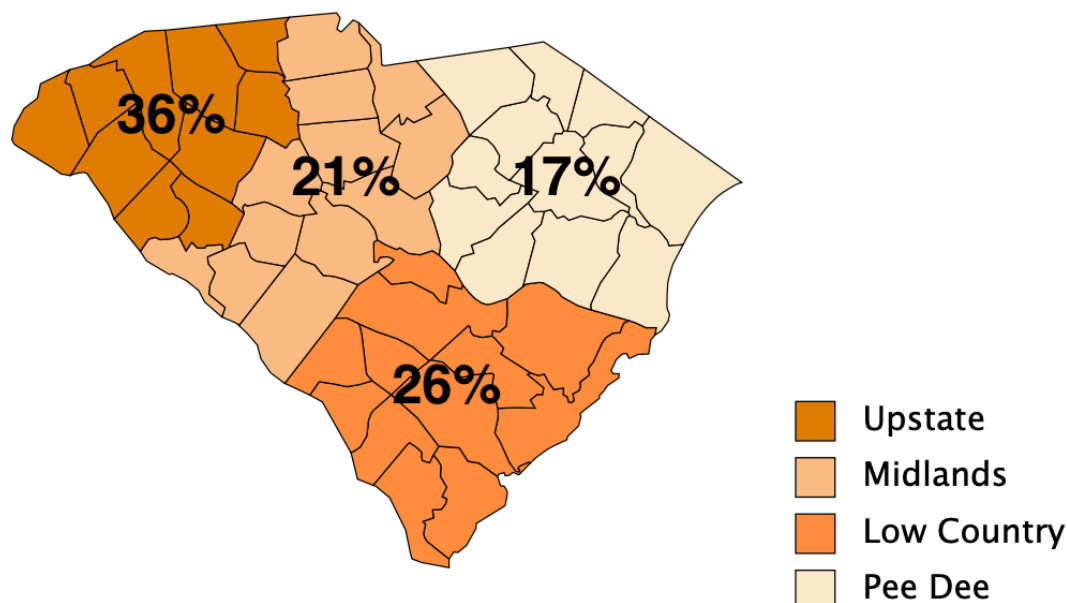 36%
21%
17%
26%
Upstate
Midlands
Low Country
Pee Dee